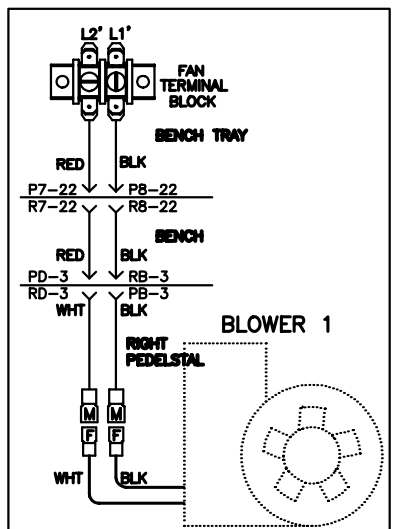 L2' L1'
FAN
TERMINAL
BLOCK
BENCH TRAY
RED BLK
P7-22 P8-22
R7-22 R8-22
BENCH
RED BLK
PD-3 RB-3
RD-3 PB-3
WHT BLK
BLOWER 1
RIGHT
PEDELSTAL
M M
F F
WHT BLK